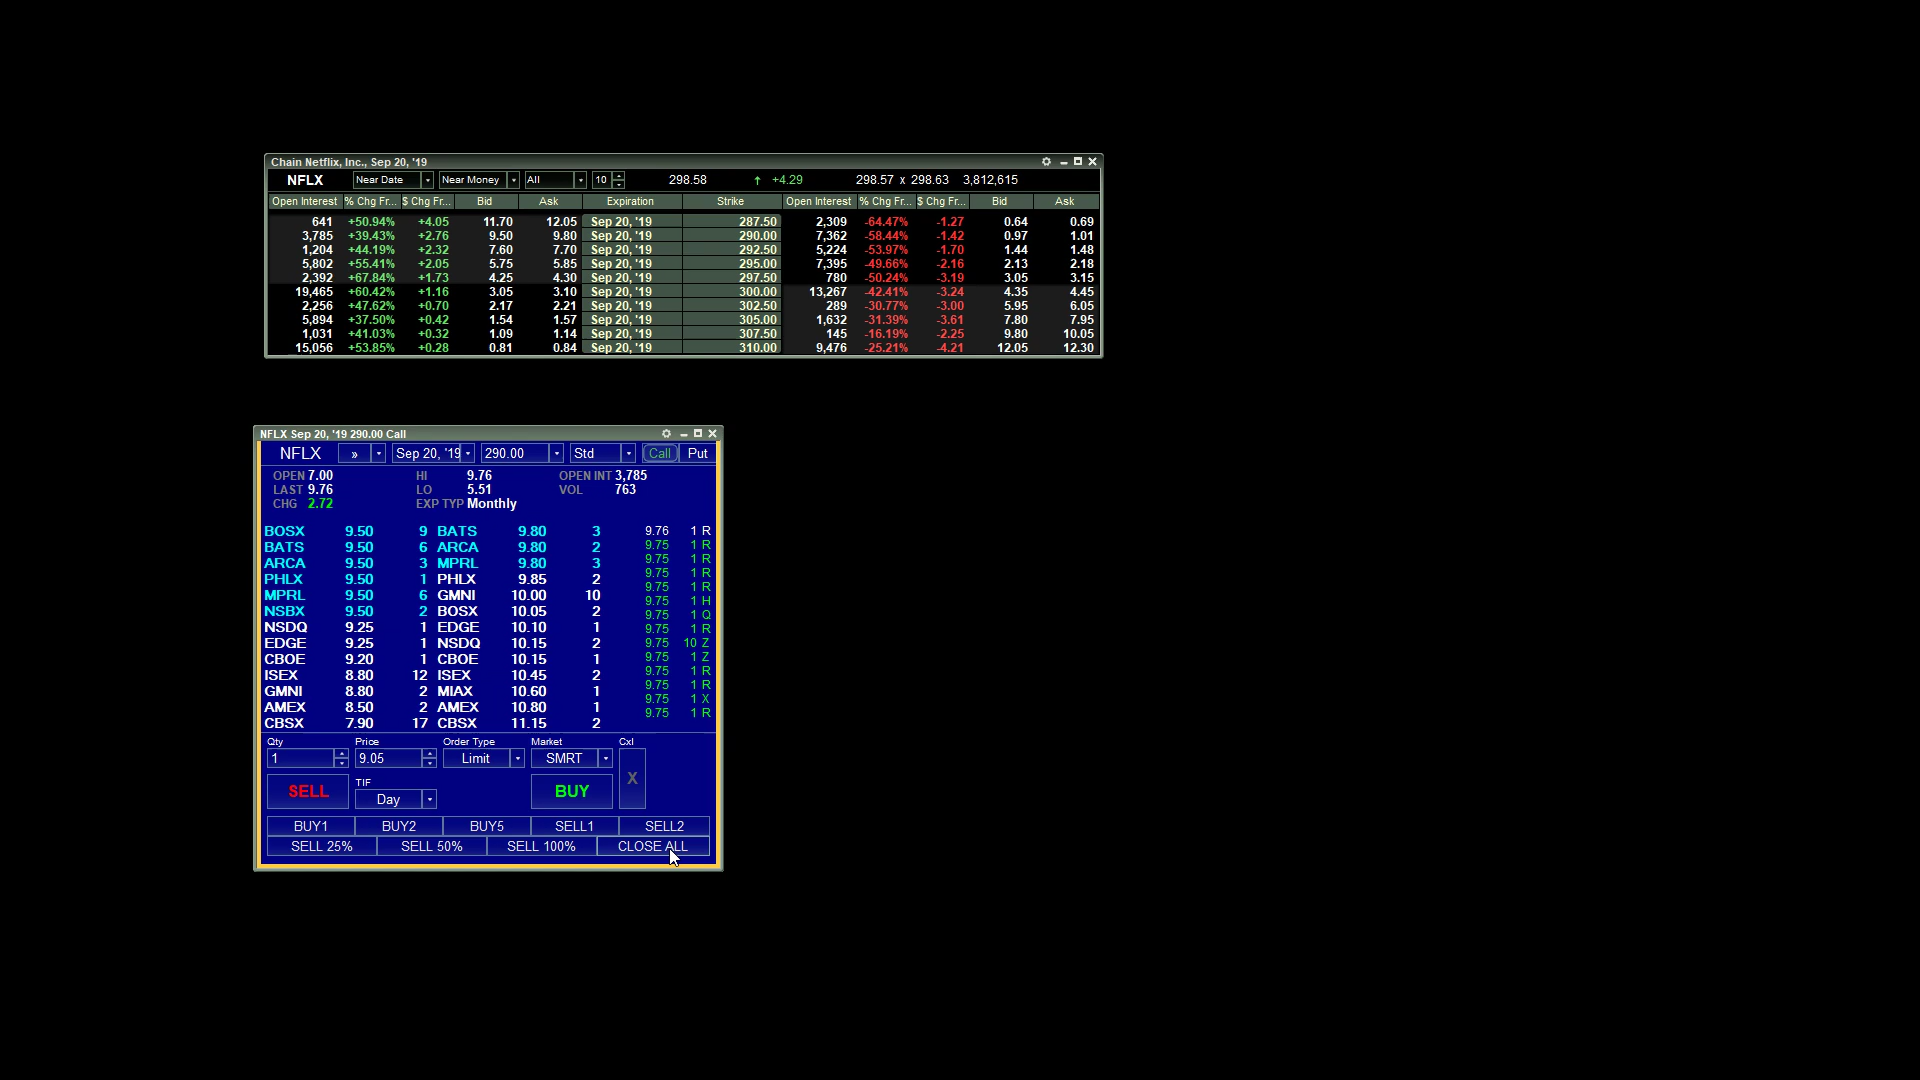 Chain Netflix, Inc., Sep 20, '19
NFLX Near Date Near Money All 10 298.58 ↑ +4.29 298.57 x 298.63 3,812,615
Open Interest % Chg Fr... $ Chg Fr... Bid Ask Expiration Strike Open Interest % Chg Fr... $ Chg Fr... Bid Ask
641 +50.94% +4.05 11.70 12.05 Sep 20, '19 287.50 2,309 -64.47% -1.27 0.64 0.69
3,785 +39.43% +2.76 9.50 9.80 Sep 20, '19 290.00 7,362 -58.44% -1.42 0.97 1.01
1,204 +44.19% +2.32 7.60 7.70 Sep 20, '19 292.50 5,224 -53.97% -1.70 1.44 1.48
5,802 +55.41% +2.05 5.75 5.85 Sep 20, '19 295.00 7,395 -49.66% -2.16 2.13 2.18
2,392 +67.84% +1.73 4.25 4.30 Sep 20, '19 297.50 780 -50.24% -3.19 3.05 3.15
19,465 +60.42% +1.16 3.05 3.10 Sep 20, '19 300.00 13,267 -42.41% -3.24 4.35 4.45
2,256 +47.62% +0.70 2.17 2.21 Sep 20, '19 302.50 289 -30.77% -3.00 5.95 6.05
5,894 +37.50% +0.42 1.54 1.57 Sep 20, '19 305.00 1,632 -31.39% -3.61 7.80 7.95
1,031 +41.03% +0.32 1.09 1.14 Sep 20, '19 307.50 145 -16.19% -2.25 9.80 10.05
15,056 +53.85% +0.28 0.81 0.84 Sep 20, '19 310.00 9,476 -25.21% -4.21 12.05 12.30
NFLX Sep 20, '19 290.00 Call
NFLX » Sep 20, '19 290.00 Std Call Put
OPEN 7.00 HI 9.76 OPEN INT 3,785
LAST 9.76 LO 5.51 VOL 763
CHG 2.72 EXP TYP Monthly
BOSX 9.50 9 BATS 9.80 3
BATS 9.50 6 ARCA 9.80 2
ARCA 9.50 3 MPRL 9.80 3
PHLX 9.50 1 PHLX 9.85 2
MPRL 9.50 6 GMNI 10.00 10
NSBX 9.50 2 BOSX 10.05 2
NSDQ 9.25 1 EDGE 10.10 1
EDGE 9.25 1 NSDQ 10.15 2
CBOE 9.20 1 CBOE 10.15 1
ISEX 8.80 12 ISEX 10.45 2
GMNI 8.80 2 MIAX 10.60 1
AMEX 8.50 2 AMEX 10.80 1
CBSX 7.90 17 CBSX 11.15 2
9.76 1 R
9.75 1 R
9.75 1 R
9.75 1 R
9.75 1 R
9.75 1 H
9.75 1 Q
9.75 1 R
9.75 10 Z
9.75 1 Z
9.75 1 R
9.75 1 R
9.75 1 X
9.75 1 R
Qty Price Order Type Market Cxl
1 9.05 Limit SMRT X
SELL TIF Day BUY
BUY1 BUY2 BUY5 SELL1 SELL2
SELL 25% SELL 50% SELL 100% CLOSE ALL